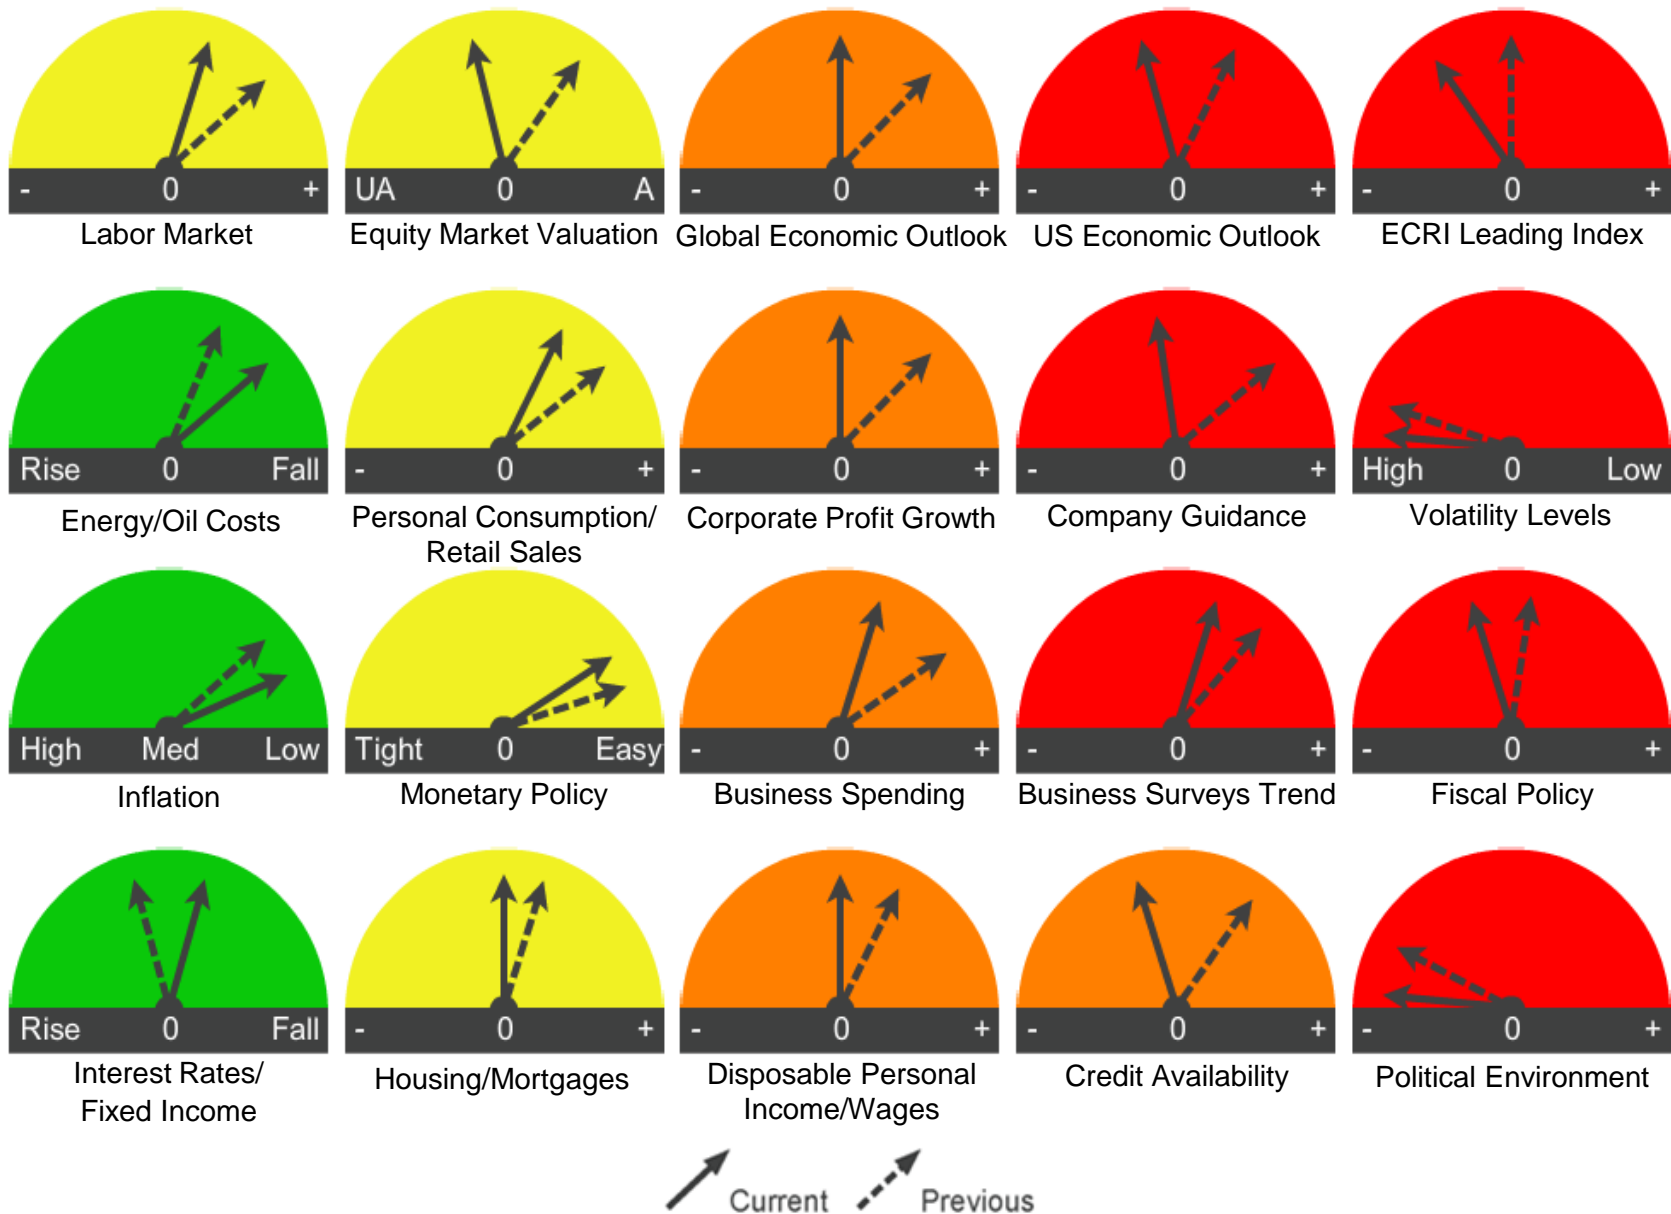 - 0 +
UA 0 A
- 0 +
- 0 +
- 0 +
Labor Market
Equity Market Valuation
Global Economic Outlook
US Economic Outlook
ECRI Leading Index
Rise 0 Fall
- 0 +
- 0 +
- 0 +
High 0 Low
Energy/Oil Costs
Personal Consumption/
Retail Sales
Corporate Profit Growth
Company Guidance
Volatility Levels
High Med Low
Tight 0 Easy
- 0 +
- 0 +
- 0 +
Inflation
Monetary Policy
Business Spending
Business Surveys Trend
Fiscal Policy
Rise 0 Fall
- 0 +
- 0 +
- 0 +
- 0 +
Interest Rates/
Fixed Income
Housing/Mortgages
Disposable Personal
Income/Wages
Credit Availability
Political Environment
Current
Previous